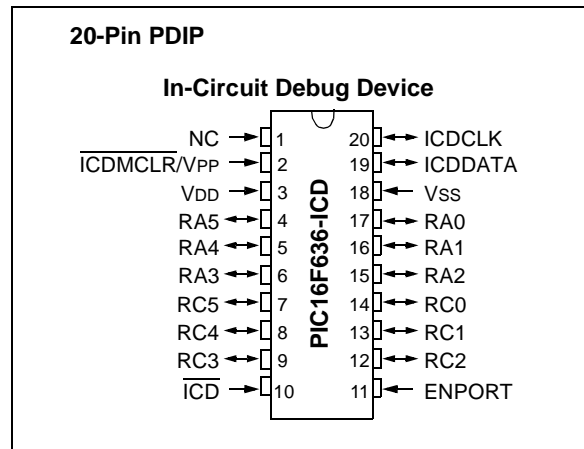 20-Pin PDIP
In-Circuit Debug Device
NC 1 20 ICDCLK
ICDMCLR/VPP 2 19 ICDDATA
VDD 3 18 VSS
RA5 4 17 RA0
RA4 5 16 RA1
RA3 6 15 RA2
RC5 7 14 RC0
RC4 8 13 RC1
RC3 9 12 RC2
ICD 10 11 ENPORT
PIC16F636-ICD